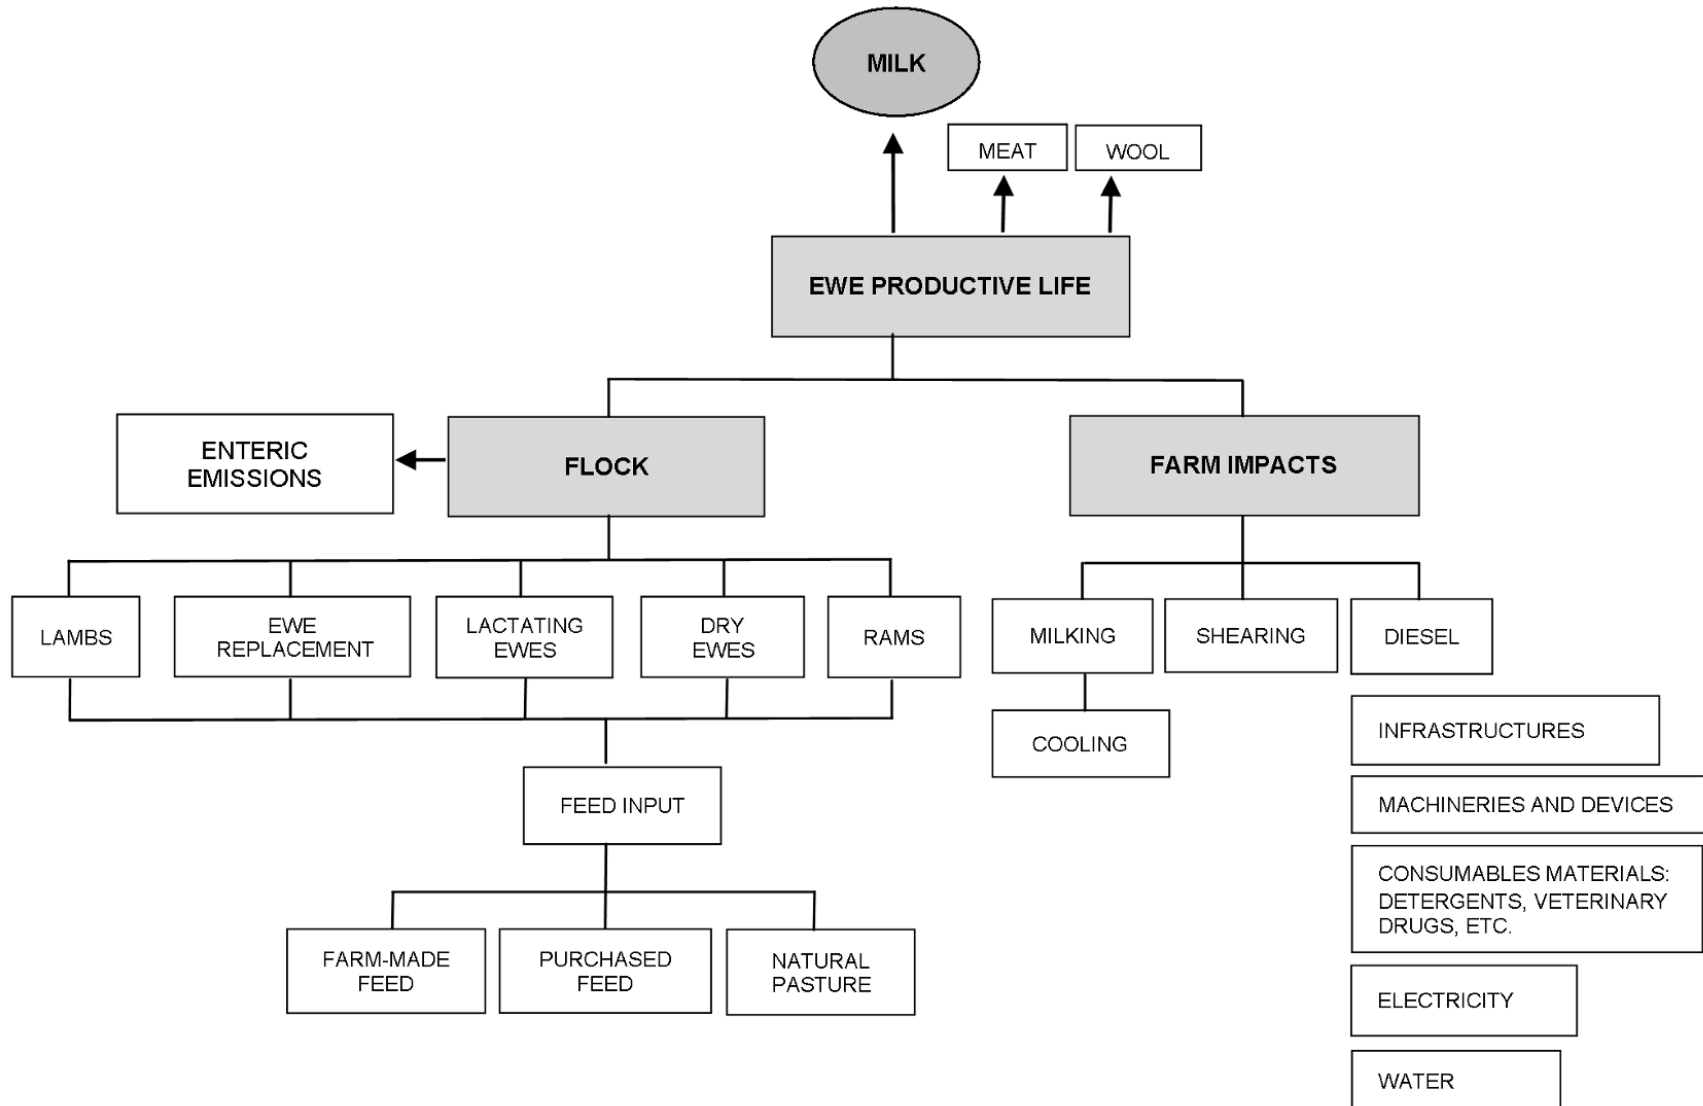 MILK
MEAT
WOOL
EWE PRODUCTIVE LIFE
ENTERIC
EMISSIONS
FLOCK
FARM IMPACTS
LAMBS
EWE
REPLACEMENT
LACTATING
EWES
DRY
EWES
RAMS
MILKING
SHEARING
DIESEL
COOLING
INFRASTRUCTURES
MACHINERIES AND DEVICES
CONSUMABLES MATERIALS:
DETERGENTS, VETERINARY
DRUGS, ETC.
ELECTRICITY
WATER
FEED INPUT
FARM-MADE
FEED
PURCHASED
FEED
NATURAL
PASTURE